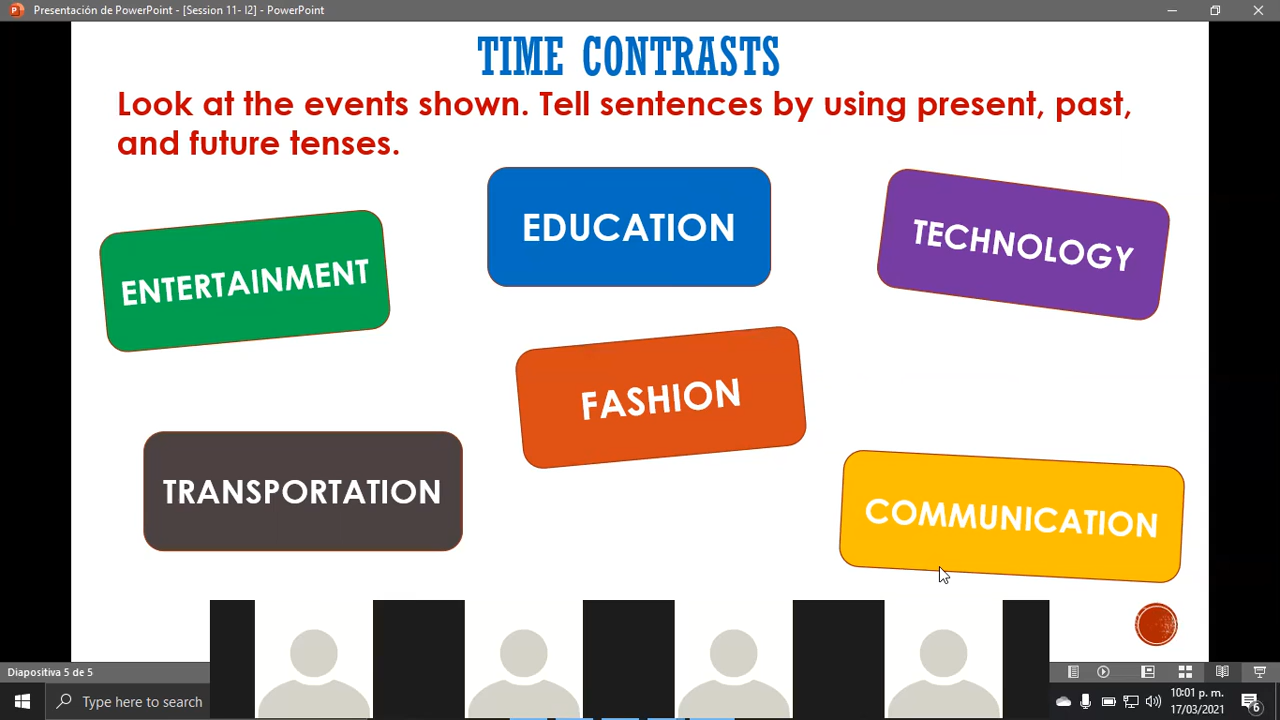 Presentación de PowerPoint - [Session 11- I2] - PowerPoint
TIME CONTRASTS
Look at the events shown. Tell sentences by using present, past,
and future tenses.
EDUCATION
TECHNOLOGY
ENTERTAINMENT
FASHION
TRANSPORTATION
COMMUNICATION
Diapositiva 5 de 5
Type here to search
10:01 p. m.
17/03/2021
6